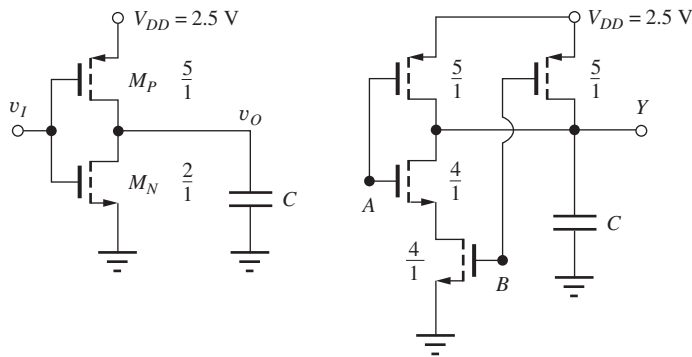 V_DD = 2.5 V
M_P 5/1
v_I
v_O
M_N 2/1
C
V_DD = 2.5 V
5/1
5/1
Y
4/1
A
C
4/1
B